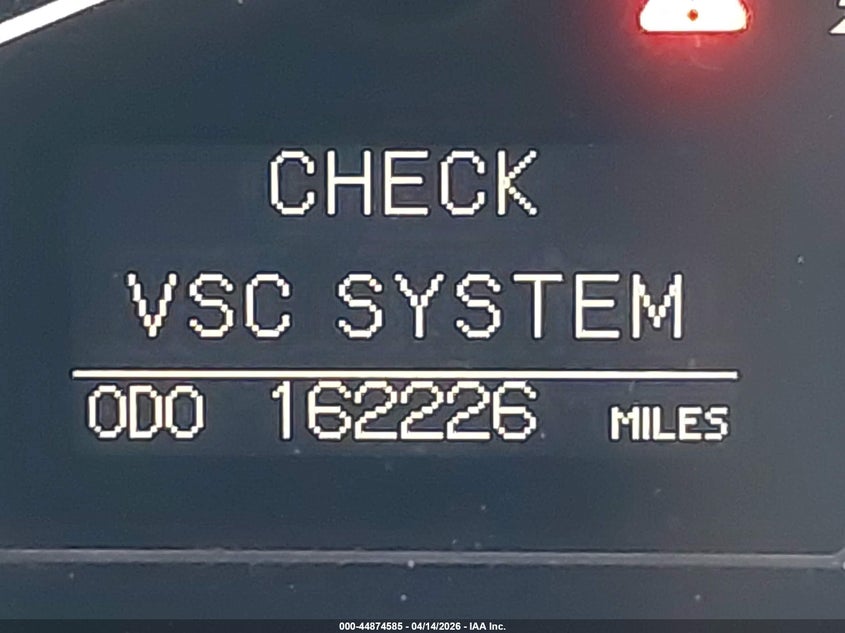 CHECK
VSC SYSTEM
ODO 162226 MILES
000-44874585 - 04/14/2026 - IAA Inc.